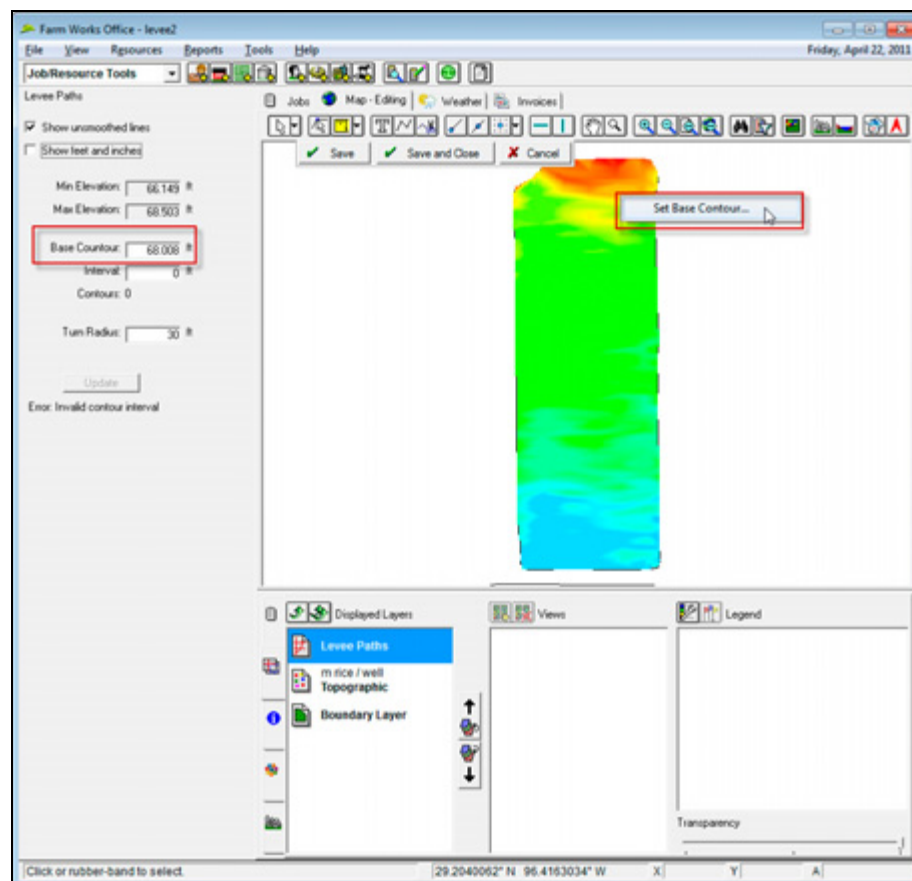 Farm Works Office - levee2
File View Resources Reports Tools Help Friday, April 22, 2011
Job/Resource Tools
Levee Paths
Jobs Map - Editing Weather Invoices
Show unsmoothed lines
Show feet and inches
Save Save and Close Cancel
Min Elevation: 66.149 ft
Max Elevation: 68.503 ft
Set Base Contour...
Base Countour: 68.008 ft
Interval: 0 ft
Contours: 0
Turn Radius: 30 ft
Update
Error: Invalid contour interval
Displayed Layers
Views
Legend
Levee Paths
m rice / well
Topographic
Boundary Layer
Transparency
Click or rubber-band to select. 29.2040062° N 96.4163034° W X Y A